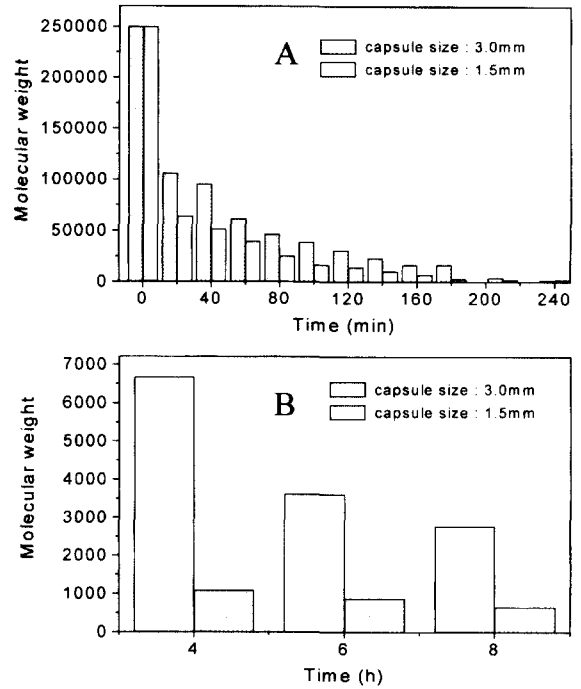 250000
200000
150000
100000
50000
0
Molecular weight
A
capsule size : 3.0mm
capsule size : 1.5mm
0 40 80 120 160 200 240
Time (min)
7000
6000
5000
4000
3000
2000
1000
0
Molecular weight
B
capsule size : 3.0mm
capsule size : 1.5mm
4 6 8
Time (h)